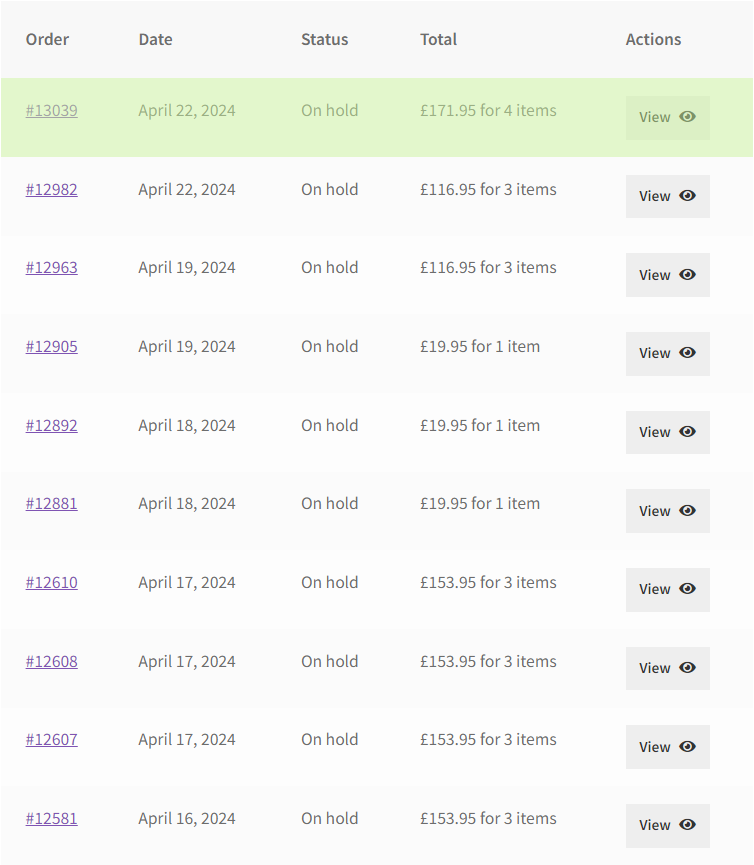 Order Date Status Total Actions
#13039 April 22, 2024 On hold £171.95 for 4 items View
#12982 April 22, 2024 On hold £116.95 for 3 items View
#12963 April 19, 2024 On hold £116.95 for 3 items View
#12905 April 19, 2024 On hold £19.95 for 1 item View
#12892 April 18, 2024 On hold £19.95 for 1 item View
#12881 April 18, 2024 On hold £19.95 for 1 item View
#12610 April 17, 2024 On hold £153.95 for 3 items View
#12608 April 17, 2024 On hold £153.95 for 3 items View
#12607 April 17, 2024 On hold £153.95 for 3 items View
#12581 April 16, 2024 On hold £153.95 for 3 items View